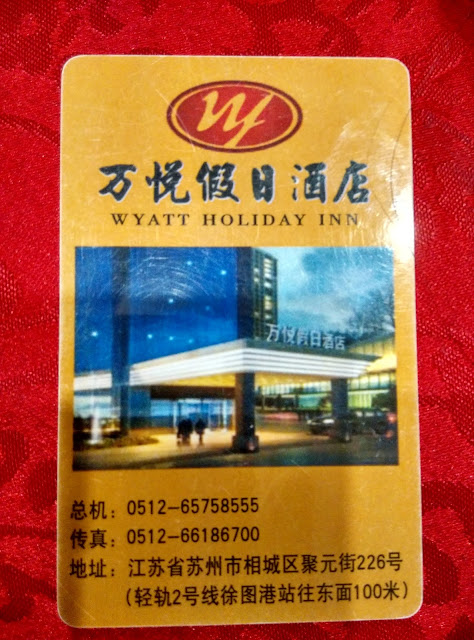 Wy
万悦假日酒店
WYATT HOLIDAY INN
万悦假日酒店
总机：0512-65758555
传真：0512-66186700
地址：江苏省苏州市相城区聚元街226号
（轻轨2号线徐图港站往东面100米）